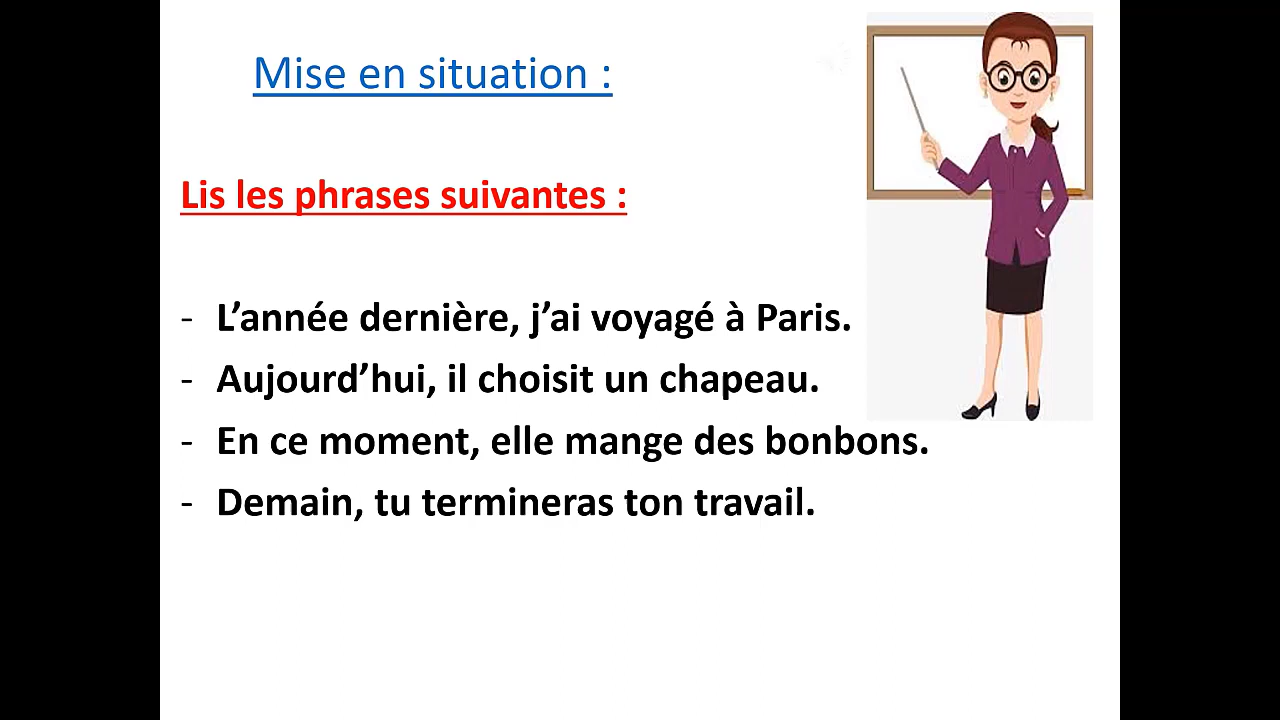 Mise en situation :
Lis les phrases suivantes :
- L’année dernière, j’ai voyagé à Paris.
- Aujourd’hui, il choisit un chapeau.
- En ce moment, elle mange des bonbons.
- Demain, tu termineras ton travail.